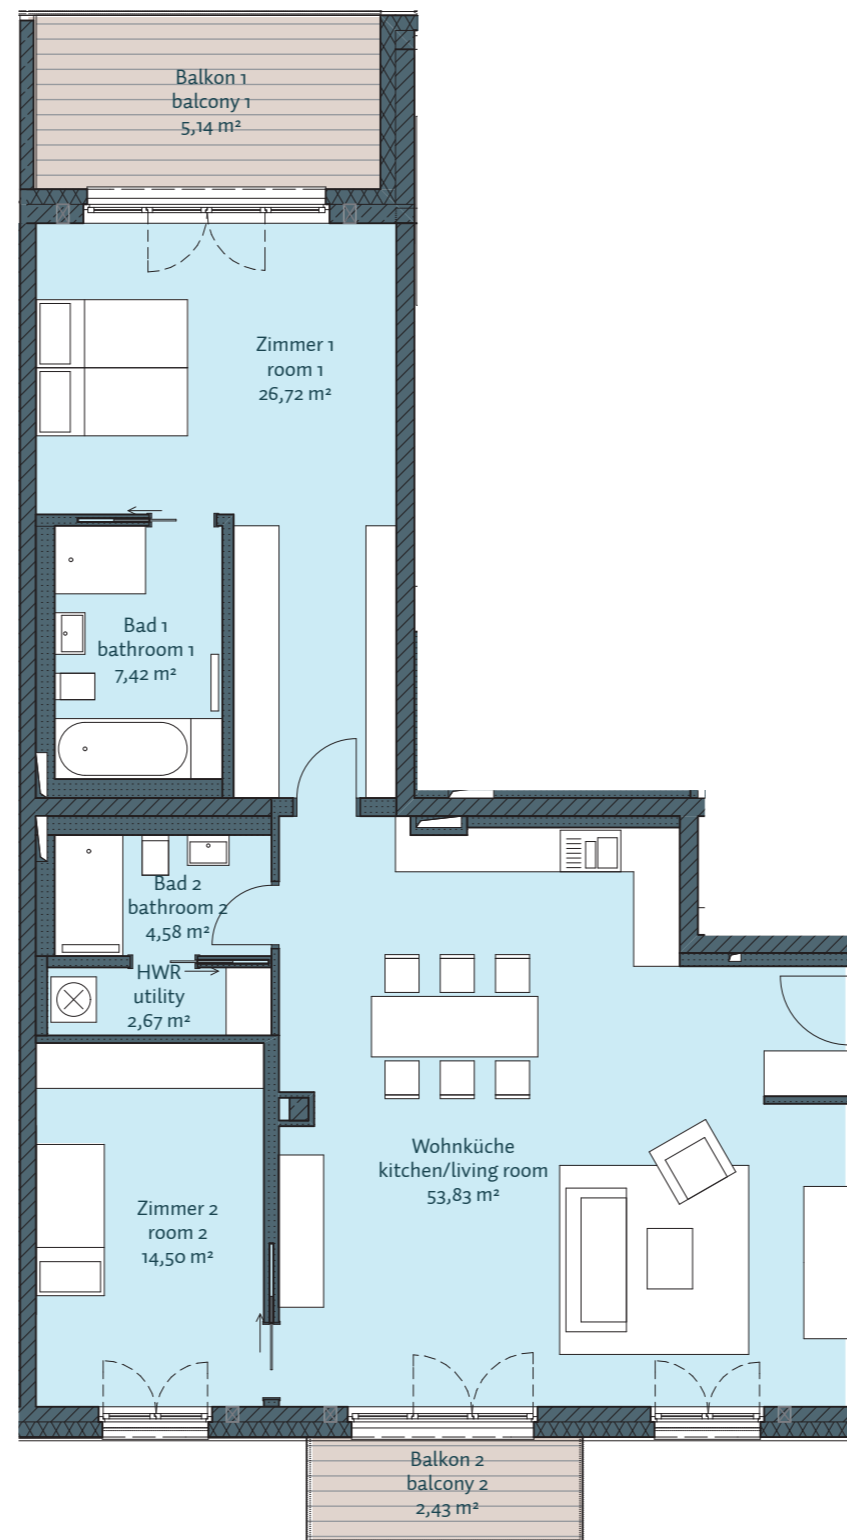 Balkon 1
balcony 1
5,14 m²
Zimmer 1
room 1
26,72 m²
Bad 1
bathroom 1
7,42 m²
Bad 2
bathroom 2
4,58 m²
HWR
utility
2,67 m²
Wohnküche
kitchen/living room
53,83 m²
Zimmer 2
room 2
14,50 m²
Balkon 2
balcony 2
2,43 m²